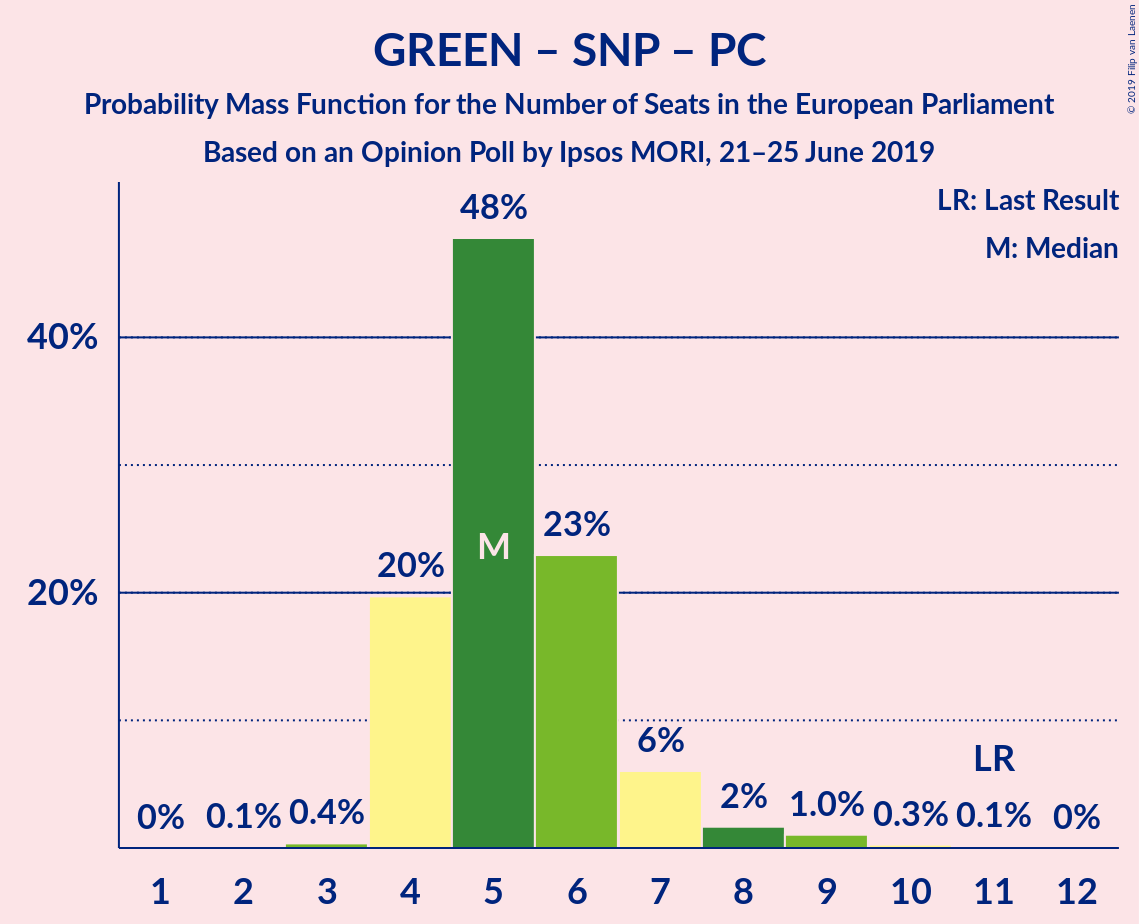 GREEN – SNP – PC
Probability Mass Function for the Number of Seats in the European Parliament
Based on an Opinion Poll by Ipsos MORI, 21–25 June 2019
© 2019 Filip van Laenen
LR: Last Result
M: Median
48%
40%
M
23%
20%
20%
6%
LR
2%
0%
0.1%
0.4%
1.0%
0.3%
0.1%
0%
1 2 3 4 5 6 7 8 9 10 11 12